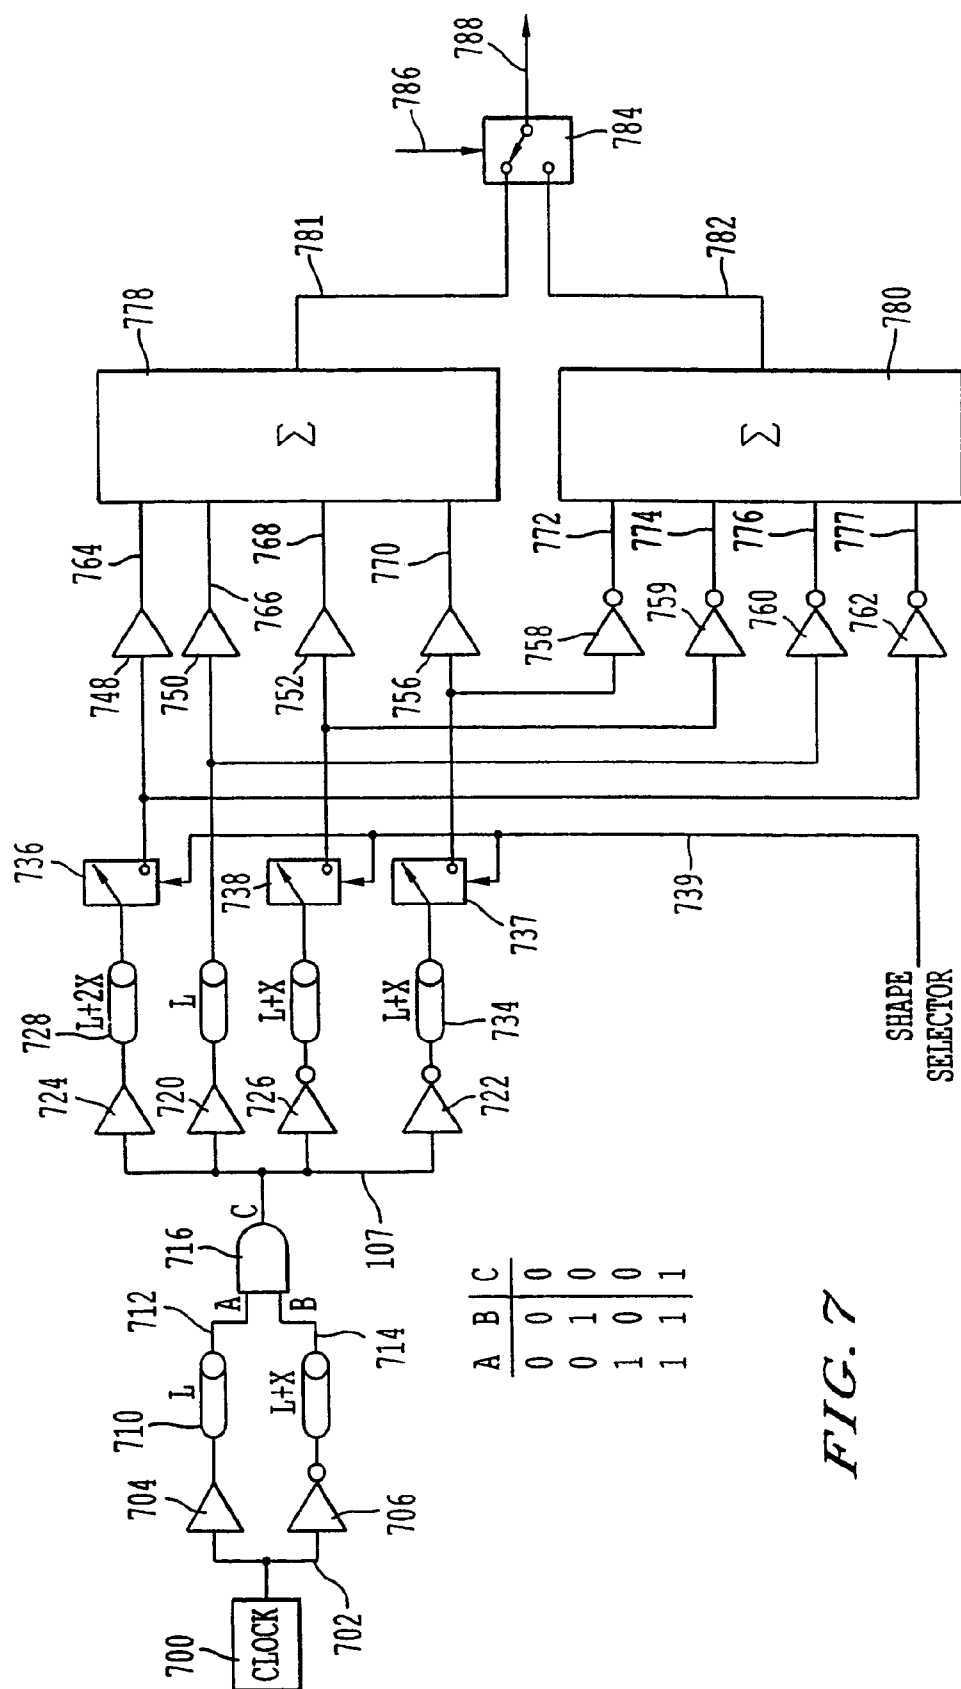 700
CLOCK
702
704
706
710
L
L+X
712
714
A
B
716
C
107
724
720
726
722
728
L+2X
L
L+X
L+X
734
736
738
737
739
SHAPE
SELECTOR
748
750
752
756
758
759
760
762
764
766
768
770
772
774
776
777
778
Σ
780
Σ
781
782
784
786
788
A B C
0 0 0
0 1 0
1 0 0
1 1 1
FIG. 7